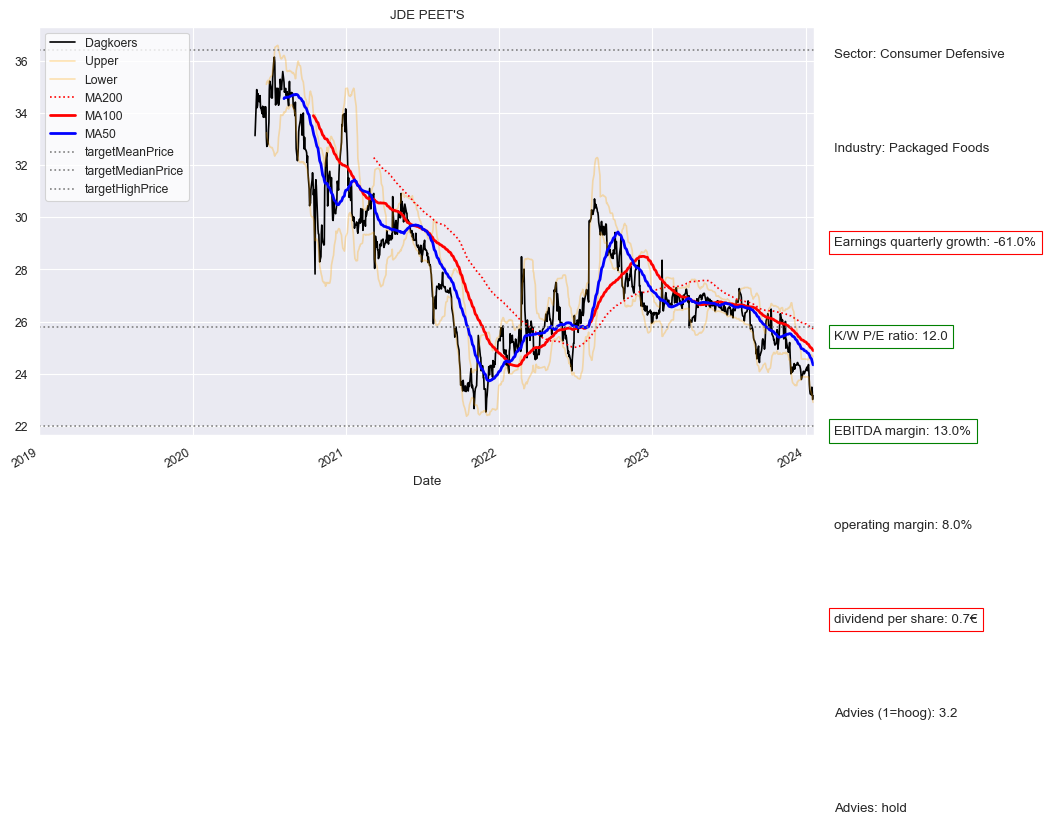 JDE PEET'S
Dagkoers
Upper
Lower
MA200
MA100
MA50
targetMeanPrice
targetMedianPrice
targetHighPrice
36
34
32
30
28
26
24
22
2019
2020
2021
2022
2023
2024
Date
Sector: Consumer Defensive
Industry: Packaged Foods
Earnings quarterly growth: -61.0%
K/W P/E ratio: 12.0
EBITDA margin: 13.0%
operating margin: 8.0%
dividend per share: 0.7€
Advies (1=hoog): 3.2
Advies: hold